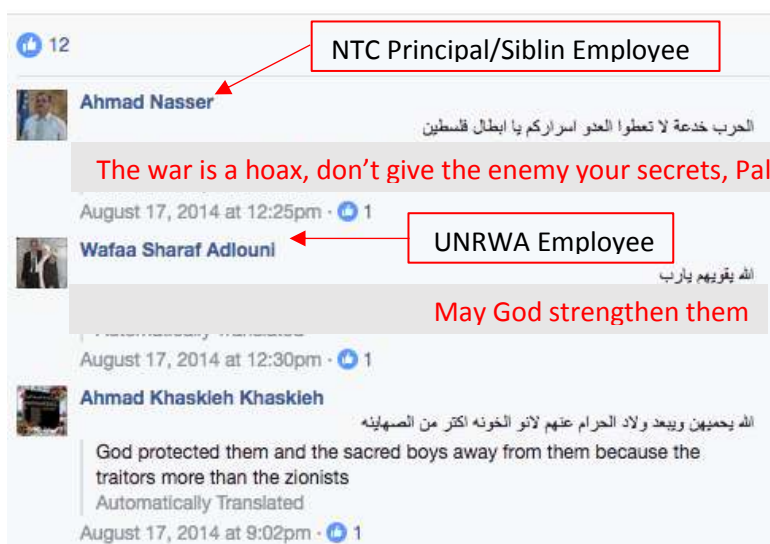 12
NTC Principal/Siblin Employee
Ahmad Nasser
الحرب خدعة لا تعطوا العدو اسراركم يا ابطال فلسطين
The war is a hoax, don’t give the enemy your secrets, Pal
August 17, 2014 at 12:25pm · 1
UNRWA Employee
Wafaa Sharaf Adlouni
الله يقويهم يارب
May God strengthen them
August 17, 2014 at 12:30pm · 1
Ahmad Khaskieh Khaskieh
الله يحميهن ويبعد ولاد الحرام عنهم لانو الخونه اكتر من الصهاينه
God protected them and the sacred boys away from them because the
traitors more than the zionists
Automatically Translated
August 17, 2014 at 9:02pm · 1